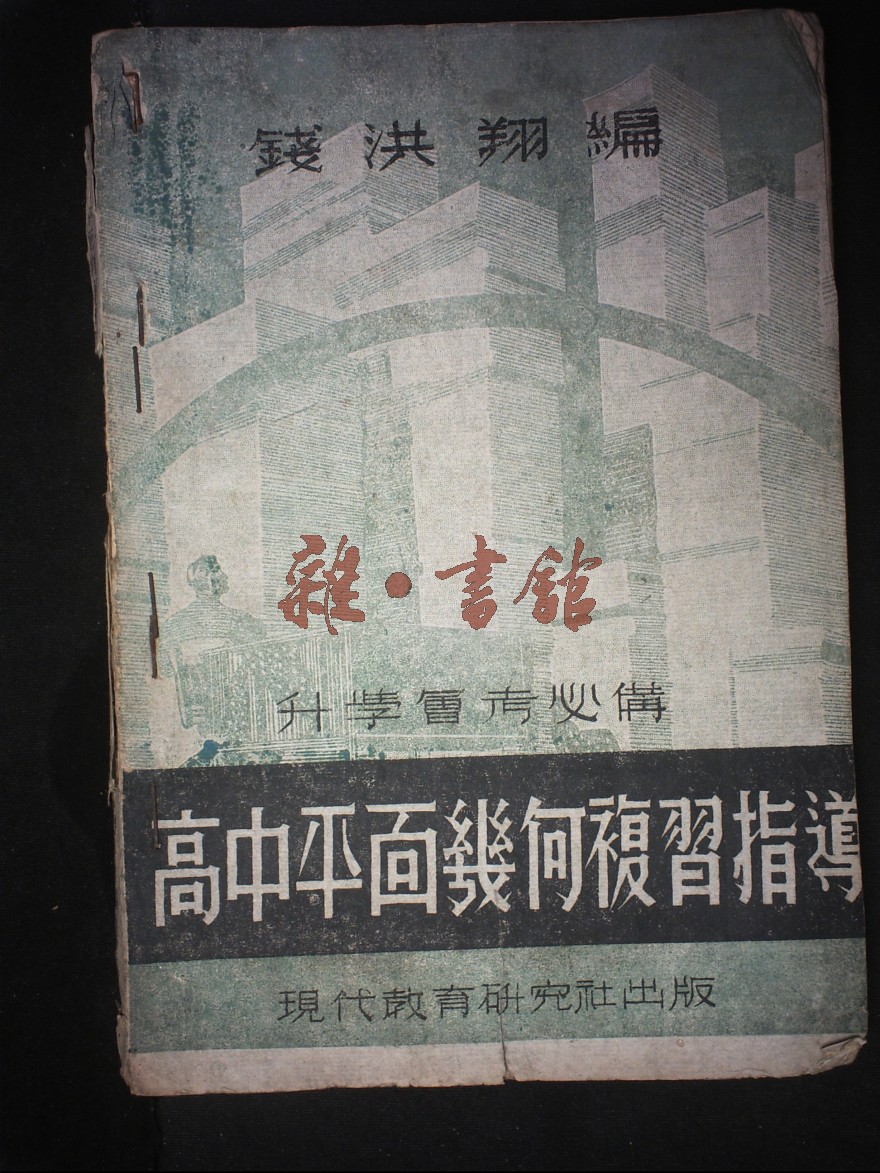 錢洪翔編
雜·書舘
升學會考必備
高中平面幾何複習指導
現代教育研究社出版